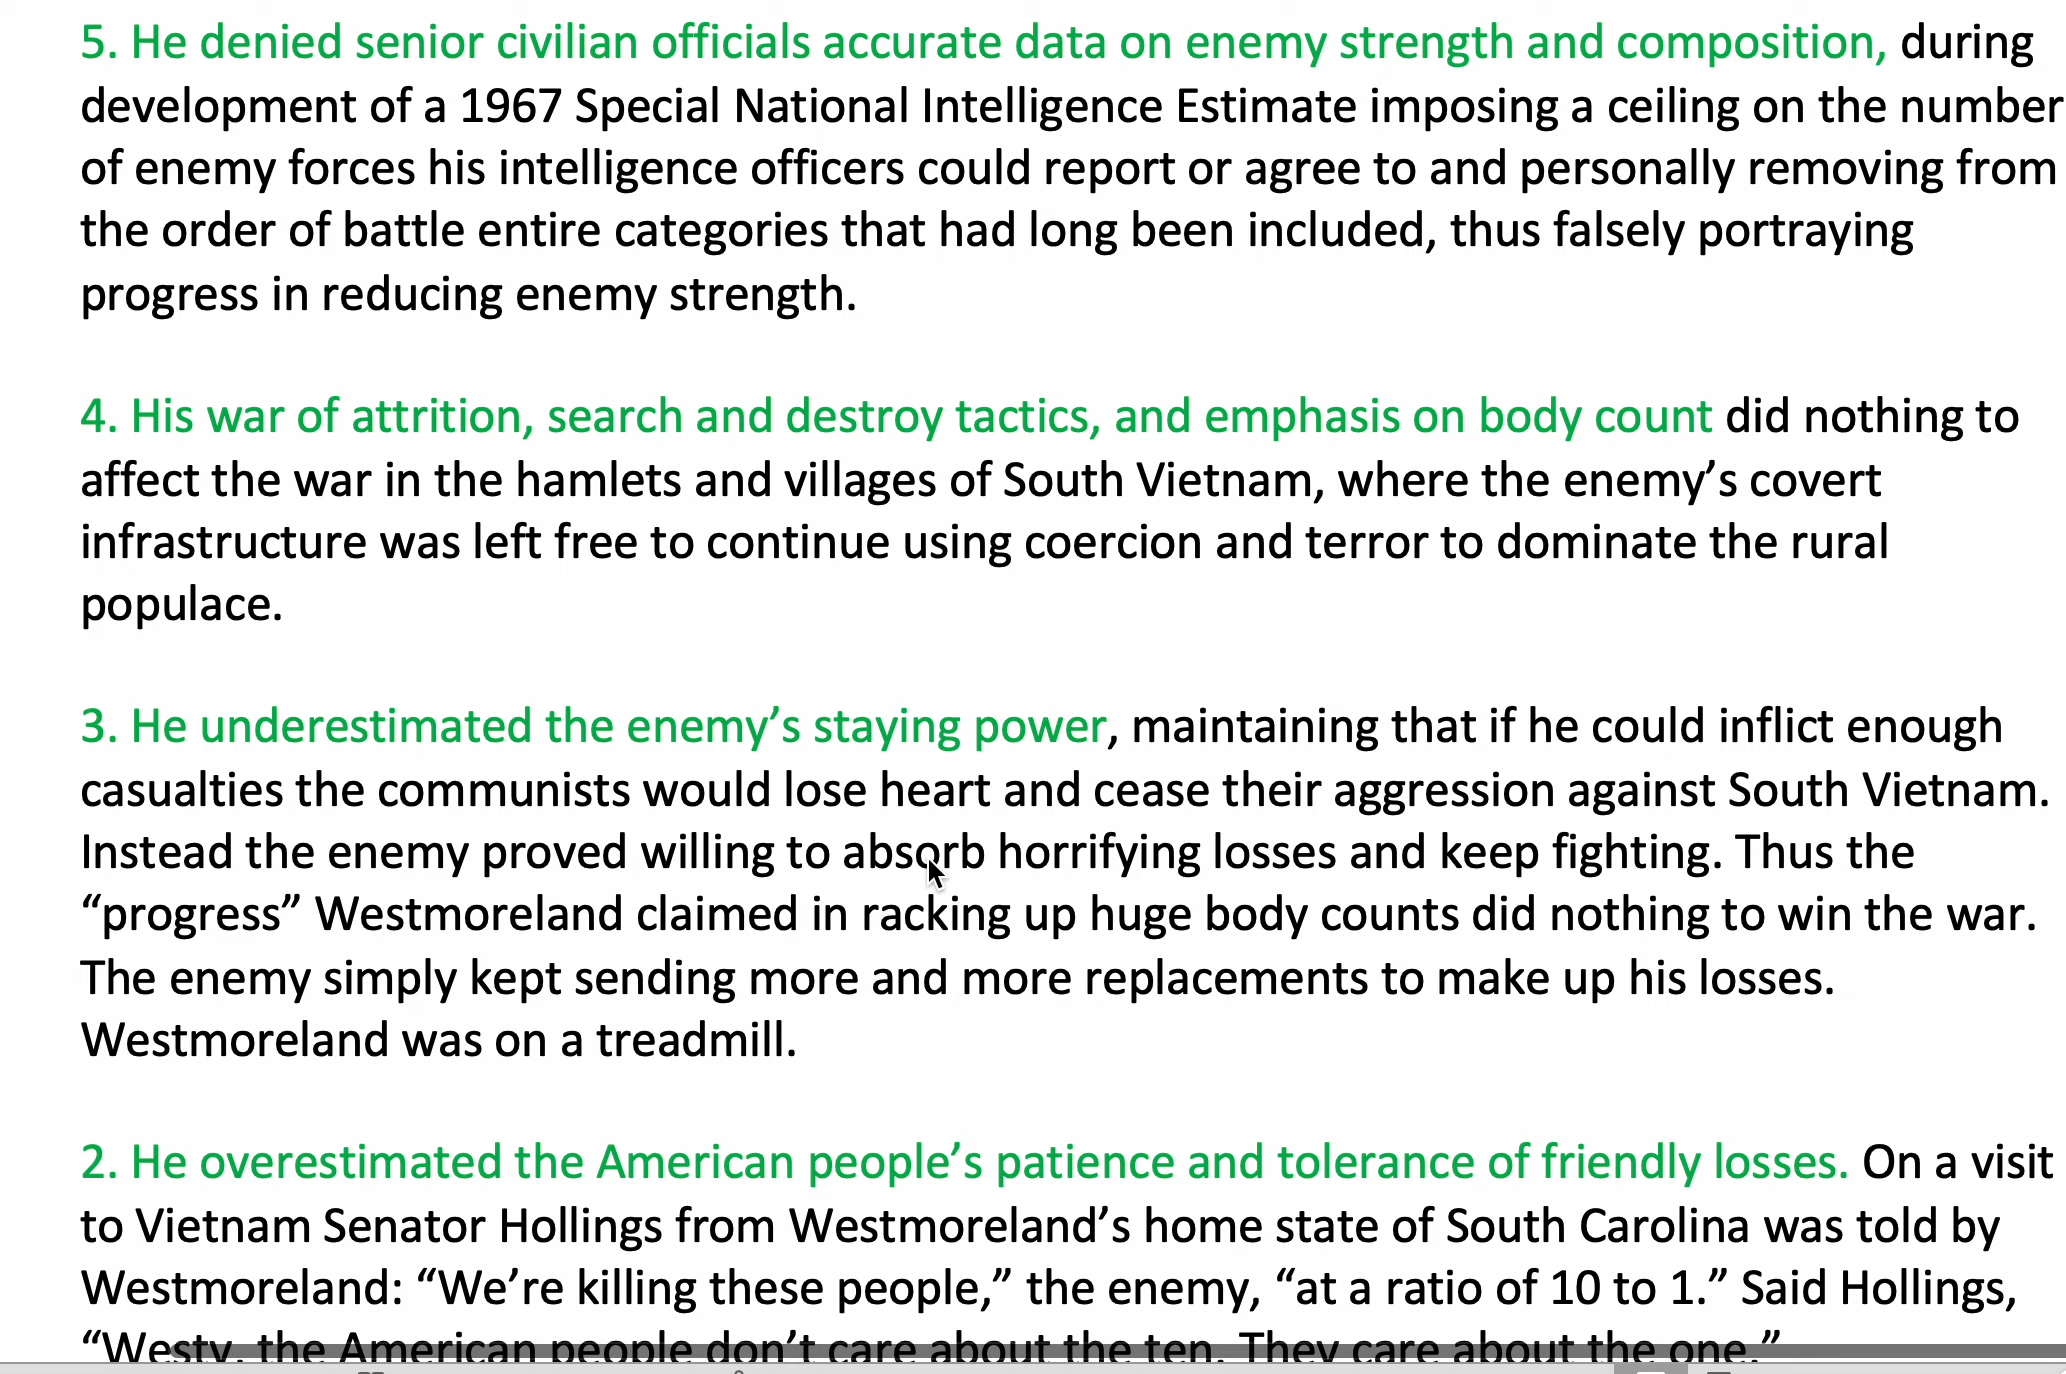 5. He denied senior civilian officials accurate data on enemy strength and composition, during
development of a 1967 Special National Intelligence Estimate imposing a ceiling on the number
of enemy forces his intelligence officers could report or agree to and personally removing from
the order of battle entire categories that had long been included, thus falsely portraying
progress in reducing enemy strength.
4. His war of attrition, search and destroy tactics, and emphasis on body count did nothing to
affect the war in the hamlets and villages of South Vietnam, where the enemy’s covert
infrastructure was left free to continue using coercion and terror to dominate the rural
populace.
3. He underestimated the enemy’s staying power, maintaining that if he could inflict enough
casualties the communists would lose heart and cease their aggression against South Vietnam.
Instead the enemy proved willing to absorb horrifying losses and keep fighting. Thus the
“progress” Westmoreland claimed in racking up huge body counts did nothing to win the war.
The enemy simply kept sending more and more replacements to make up his losses.
Westmoreland was on a treadmill.
2. He overestimated the American people’s patience and tolerance of friendly losses. On a visit
to Vietnam Senator Hollings from Westmoreland’s home state of South Carolina was told by
Westmoreland: “We’re killing these people,” the enemy, “at a ratio of 10 to 1.” Said Hollings,
“Westy, the American people don’t care about the ten. They care about the one.”